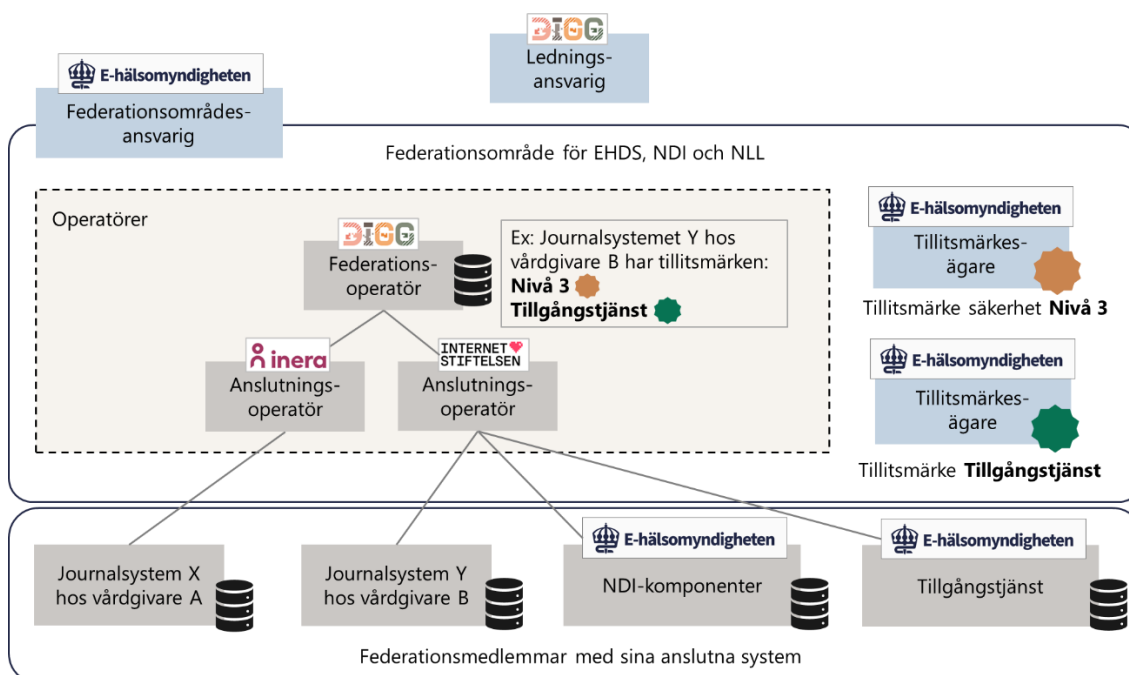 DIGG
Lednings-
ansvarig
E-hälsomyndigheten
Federationsområdes-
ansvarig
Federationsområde för EHDS, NDI och NLL
Operatörer
DIGG
Federations-
operatör
Ex: Journalsystemet Y hos
vårdgivare B har tillitsmärken:
Nivå 3
Tillgångstjänst
E-hälsomyndigheten
Tillitsmärkes-
ägare
Tillitsmärke säkerhet Nivå 3
inera
Anslutnings-
operatör
INTERNET
STIFTELSEN
Anslutnings-
operatör
E-hälsomyndigheten
Tillitsmärkes-
ägare
Tillitsmärke Tillgångstjänst
Journalsystem X
hos vårdgivare A
Journalsystem Y
hos vårdgivare B
E-hälsomyndigheten
NDI-komponenter
E-hälsomyndigheten
Tillgångstjänst
Federationsmedlemmar med sina anslutna system